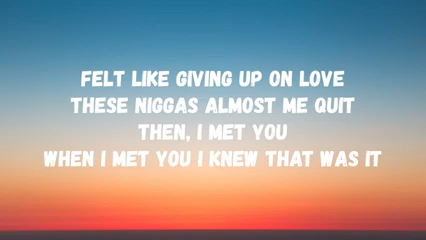 FELT LIKE GIVING UP ON LOVE
THESE NIGGAS ALMOST ME QUIT
THEN, I MET YOU
WHEN I MET YOU I KNEW THAT WAS IT